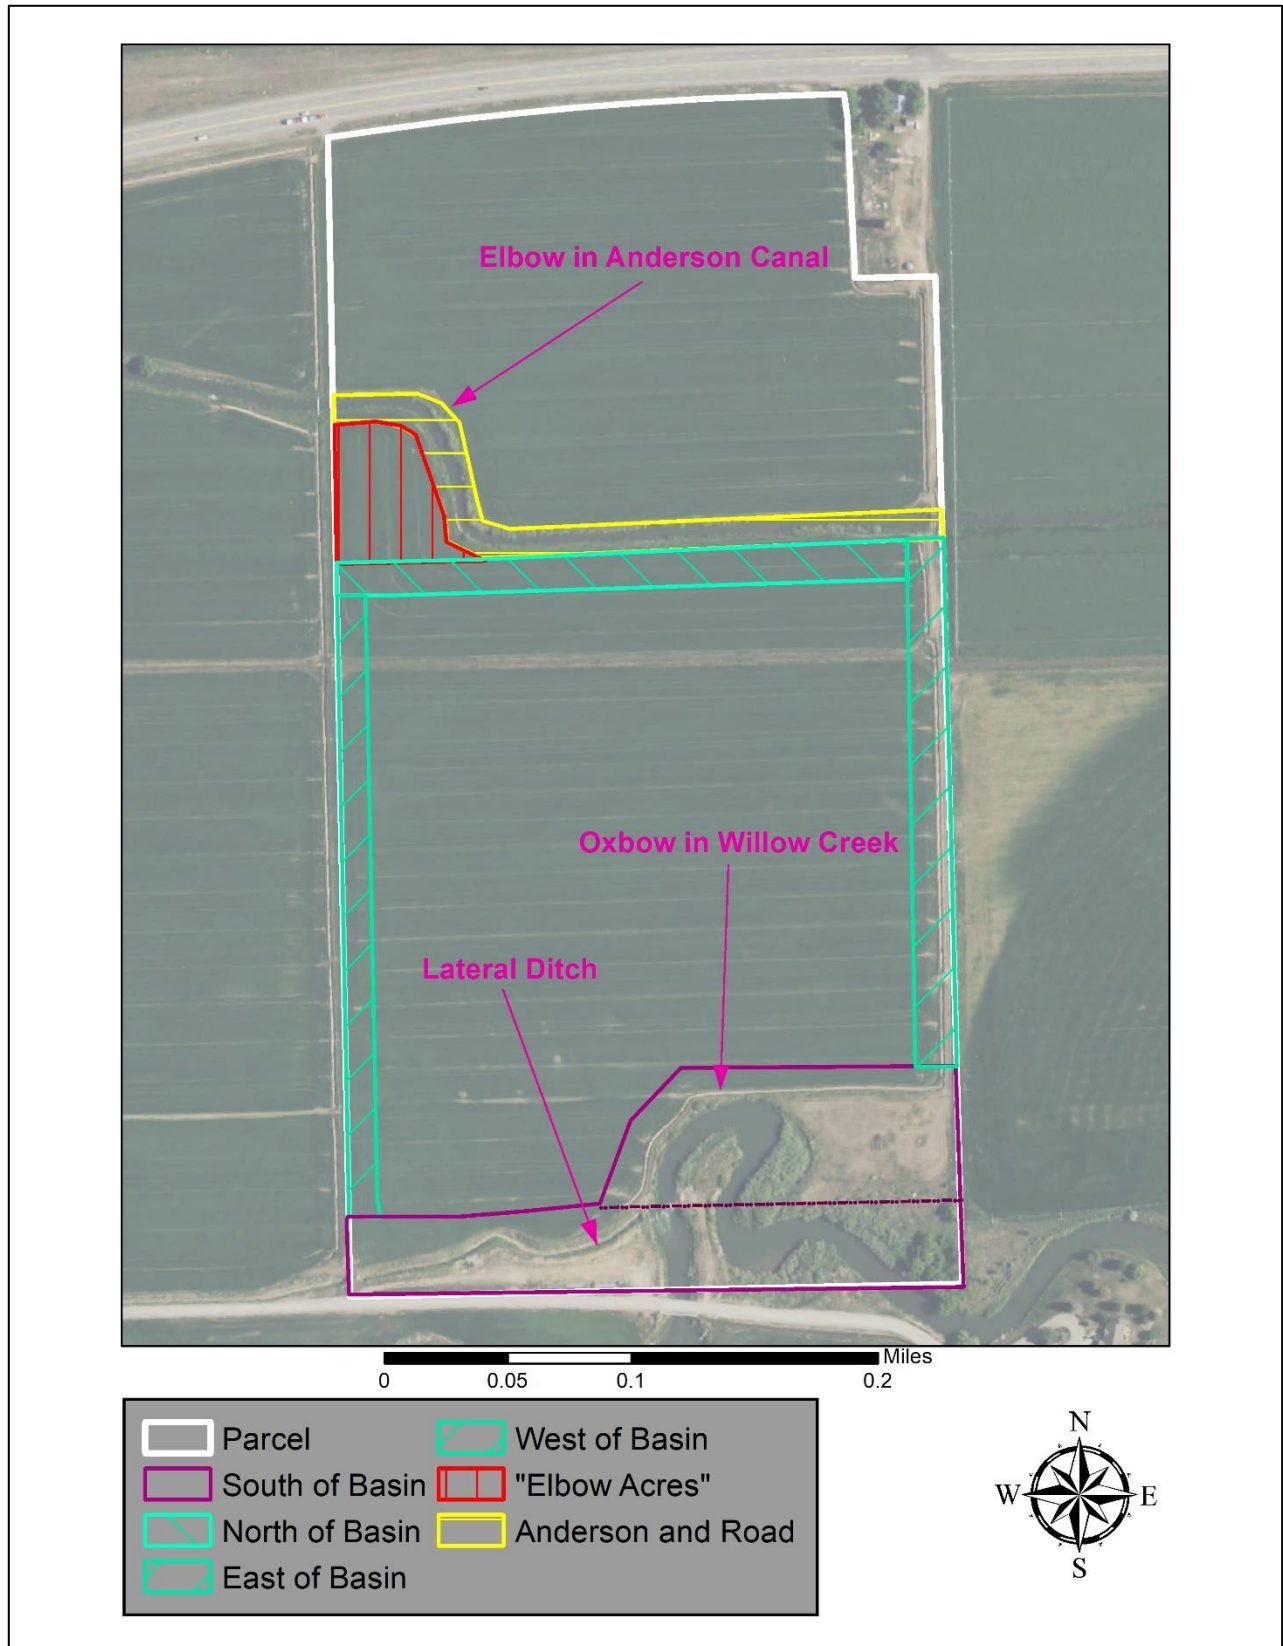 Elbow in Anderson Canal
Oxbow in Willow Creek
Lateral Ditch
Miles
0 0.05 0.1 0.2
Parcel
South of Basin
North of Basin
East of Basin
West of Basin
"Elbow Acres"
Anderson and Road
N
W E
S